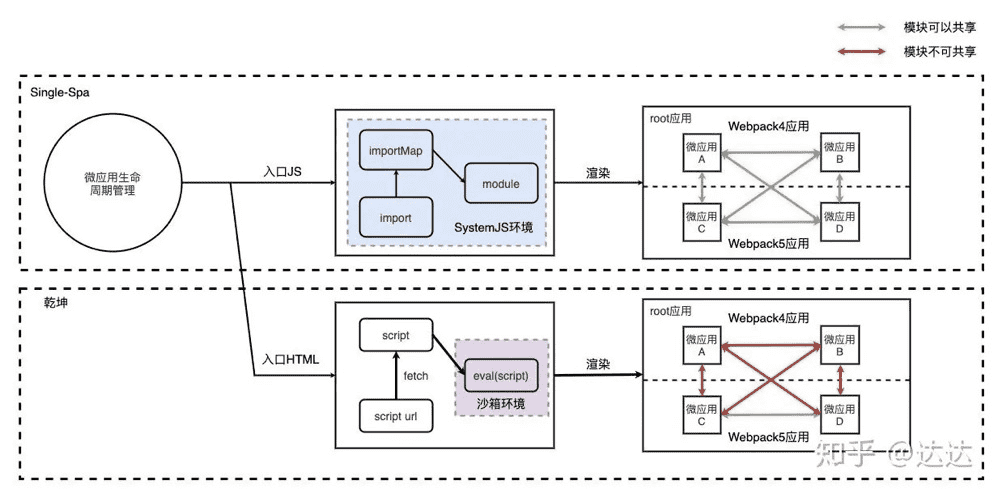 模块可以共享
模块不可共享
Single-Spa
微应用生命
周期管理
入口JS
importMap
import
module
SystemJS环境
渲染
root应用
Webpack4应用
微应用
A
微应用
B
微应用
C
微应用
D
Webpack5应用
乾坤
入口HTML
script
fetch
script url
eval(script)
沙箱环境
渲染
root应用
Webpack4应用
微应用
A
微应用
B
微应用
C
微应用
D
Webpack5应用
知乎 @达达